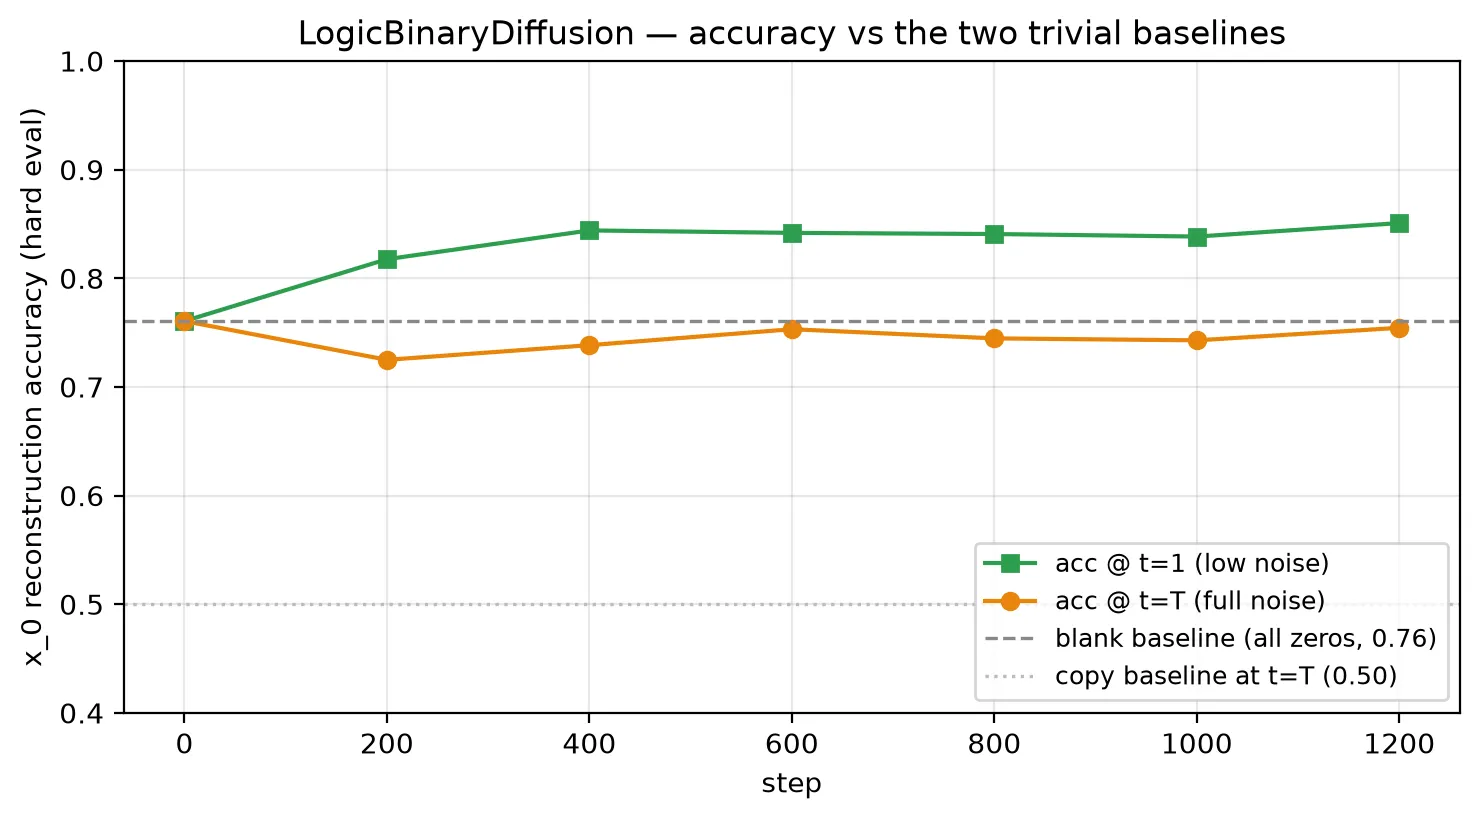 LogicBinaryDiffusion — accuracy vs the two trivial baselines
x_0 reconstruction accuracy (hard eval)
1.0
0.9
0.8
0.7
0.6
0.5
0.4
acc @ t=1 (low noise)
acc @ t=T (full noise)
blank baseline (all zeros, 0.76)
copy baseline at t=T (0.50)
0 200 400 600 800 1000 1200
step